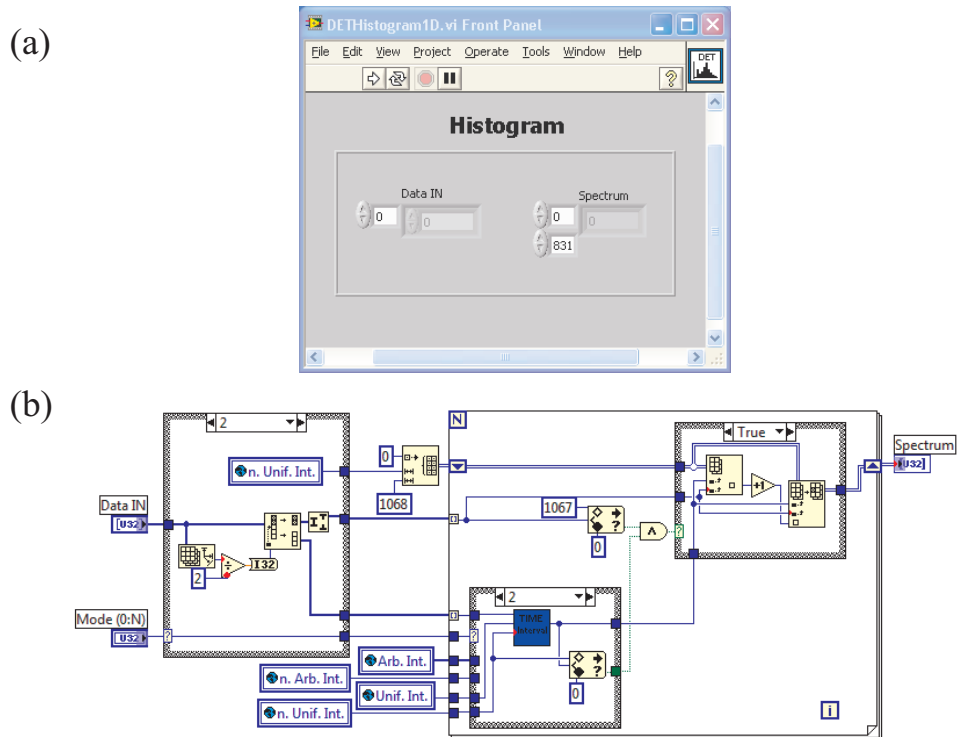 (a)
DETHistogram1D.vi Front Panel
File Edit View Project Operate Tools Window Help
DET
Histogram
Data IN
0
0
Spectrum
0
0
831
(b)
2
n. Unif. Int.
0
1068
Data IN
[U32]
2
I32
Mode (0:N)
U32
?
Arb. Int.
n. Arb. Int.
Unif. Int.
n. Unif. Int.
N
1067
?
0
2
TIME
Interval
?
?
0
True
+1
?
Spectrum
[U32]
i